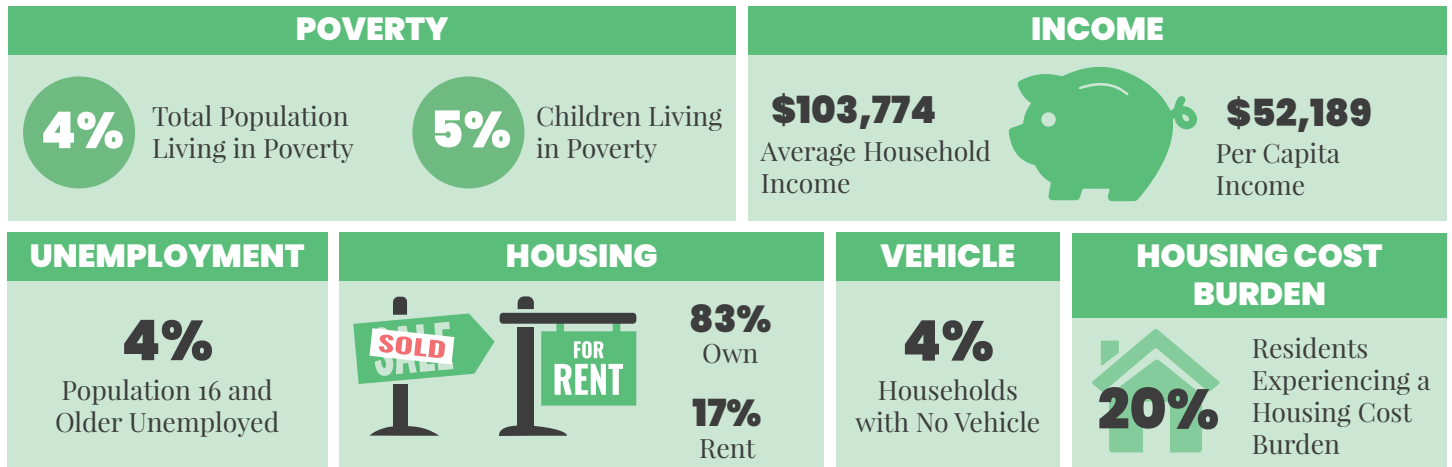 POVERTY
4%
Total Population
Living in Poverty
5%
Children Living
in Poverty
INCOME
$103,774
Average Household
Income
$52,189
Per Capita
Income
UNEMPLOYMENT
4%
Population 16 and
Older Unemployed
HOUSING
SALE
SOLD
FOR
RENT
83%
Own
17%
Rent
VEHICLE
4%
Households
with No Vehicle
HOUSING COST
BURDEN
20%
Residents
Experiencing a
Housing Cost
Burden